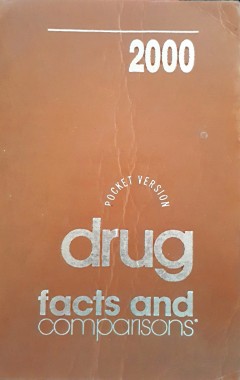 2000
POCKET VERSION
drug
facts and
comparisons®